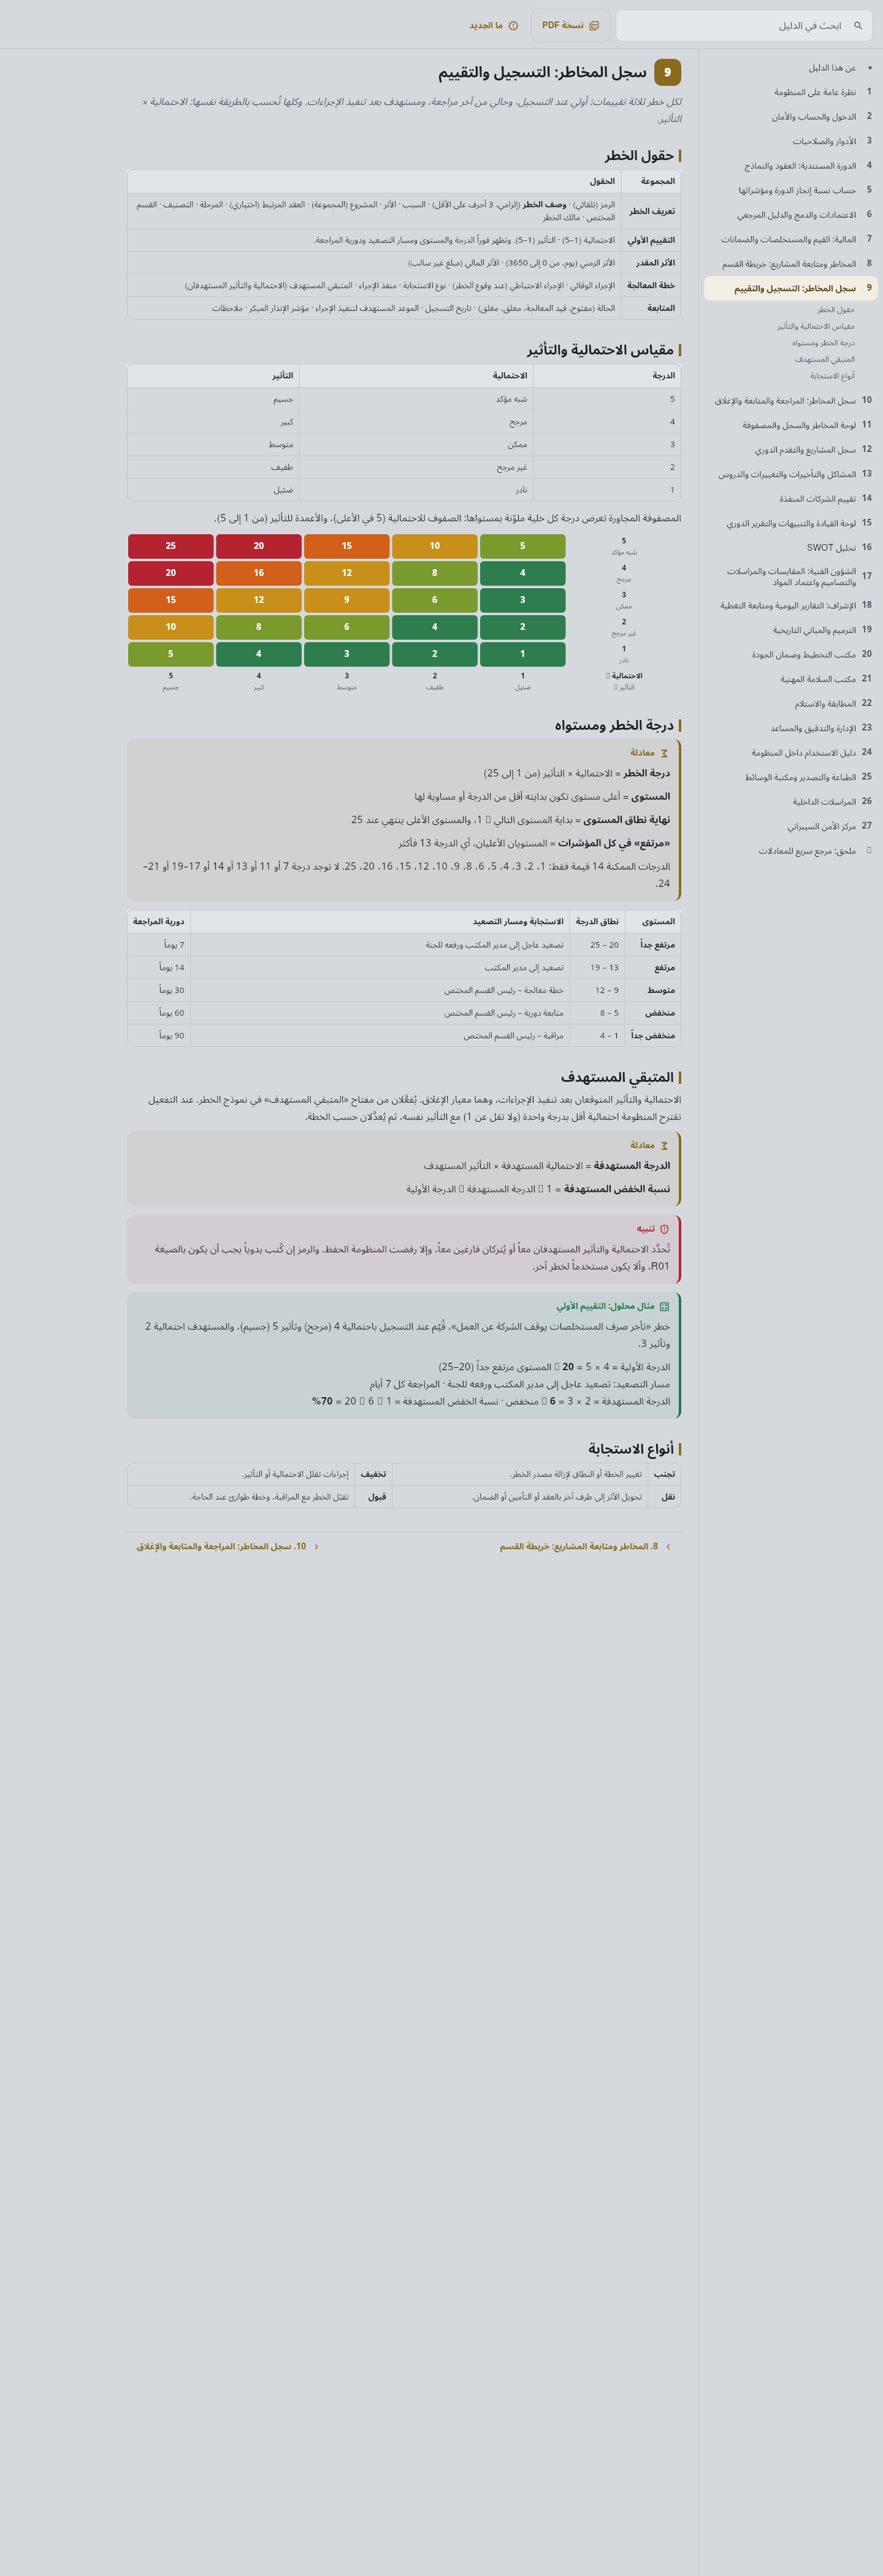 ابحث في الدليل
نسخة PDF
ما الجديد
• عن هذا الدليل
1 نظرة عامة على المنظومة
2 الدخول والحساب والأمان
3 الأدوار والصلاحيات
4 الدورة المستندية: العقود والنماذج
5 حساب نسبة إنجاز الدورة ومؤشراتها
6 الاعتمادات والدمج والدليل المرجعي
7 المالية: القيم والمستخلصات والضمانات
8 المخاطر ومتابعة المشاريع: خريطة القسم
9 سجل المخاطر: التسجيل والتقييم
حقول الخطر
مقياس الاحتمالية والتأثير
درجة الخطر ومستواه
المتبقي المستهدف
أنواع الاستجابة
10 سجل المخاطر: المراجعة والمتابعة والإغلاق
11 لوحة المخاطر والسجل والمصفوفة
12 سجل المشاريع والتقدم الدوري
13 المشاكل والتأخيرات والتغييرات والدروس
14 تقييم الشركات المنفذة
15 لوحة القيادة والتنبيهات والتقرير الدوري
16 تحليل SWOT
17 الشؤون الفنية: المقايسات والمراسلات
والتصاميم واعتماد المواد
18 الإشراف: التقارير اليومية ومتابعة التغطية
19 الترميم والمباني التاريخية
20 مكتب التخطيط وضمان الجودة
21 مكتب السلامة المهنية
22 المطابقة والاستلام
23 الإدارة والتدقيق والمساعد
24 دليل الاستخدام داخل المنظومة
25 الطباعة والتصدير ومكتبة الوسائط
26 المراسلات الداخلية
27 مركز الأمن السيبراني
ملحق: مرجع سريع للمعادلات
9 سجل المخاطر: التسجيل والتقييم
لكل خطر ثلاثة تقييمات: أولي عند التسجيل، وحالي من آخر مراجعة، ومستهدف بعد تنفيذ الإجراءات. وكلها تُحسب بالطريقة نفسها: الاحتمالية ×
التأثير.
حقول الخطر
المجموعة الحقول
تعريف الخطر الرمز (تلقائي) · وصف الخطر (إلزامي، 3 أحرف على الأقل) · السبب · الأثر · المشروع (المجموعة) · العقد المرتبط (اختياري) · المرحلة · التصنيف · القسم
المختص · مالك الخطر
التقييم الأولي الاحتمالية (1–5) · التأثير (1–5). وتظهر فوراً الدرجة والمستوى ومسار التصعيد ودورية المراجعة.
الأثر المقدر الأثر الزمني (يوم، من 0 إلى 3650) · الأثر المالي (مبلغ غير سالب)
خطة المعالجة الإجراء الوقائي · الإجراء الاحتياطي (عند وقوع الخطر) · نوع الاستجابة · منفذ الإجراء · المتبقي المستهدف (الاحتمالية والتأثير المستهدفان)
المتابعة الحالة (مفتوح، قيد المعالجة، معلق، مغلق) · تاريخ التسجيل · الموعد المستهدف لتنفيذ الإجراء · مؤشر الإنذار المبكر · ملاحظات
مقياس الاحتمالية والتأثير
الدرجة الاحتمالية التأثير
5 شبه مؤكد جسيم
4 مرجح كبير
3 ممكن متوسط
2 غير مرجح طفيف
1 نادر ضئيل
المصفوفة المجاورة تعرض درجة كل خلية ملوّنة بمستواها: الصفوف للاحتمالية (5 في الأعلى)، والأعمدة للتأثير (من 1 إلى 5).
5 5 10 15 20 25
شبه مؤكد
4 4 8 12 16 20
مرجح
3 3 6 9 12 15
ممكن
2 2 4 6 8 10
غير مرجح
1 1 2 3 4 5
نادر
الاحتمالية 1 2 3 4 5
التأثير ضئيل طفيف متوسط كبير جسيم
درجة الخطر ومستواه
معادلة
درجة الخطر = الاحتمالية × التأثير (من 1 إلى 25)
المستوى = أعلى مستوى تكون بدايته أقل من الدرجة أو مساوية لها
نهاية نطاق المستوى = بداية المستوى التالي 1، والمستوى الأعلى ينتهي عند 25
«مرتفع» في كل المؤشرات = المستويان الأعليان، أي الدرجة 13 فأكثر
الدرجات الممكنة 14 قيمة فقط: 1، 2، 3، 4، 5، 6، 8، 9، 10، 12، 15، 16، 20، 25. لا توجد درجة 7 أو 11 أو 13 أو 14 أو 17–19 أو 21–
24.
المستوى نطاق الدرجة الاستجابة ومسار التصعيد دورية المراجعة
مرتفع جداً 20 – 25 تصعيد عاجل إلى مدير المكتب ورفعه للجنة 7 يوماً
مرتفع 13 – 19 تصعيد إلى مدير المكتب 14 يوماً
متوسط 9 – 12 خطة معالجة – رئيس القسم المختص 30 يوماً
منخفض 5 – 8 متابعة دورية – رئيس القسم المختص 60 يوماً
منخفض جداً 1 – 4 مراقبة – رئيس القسم المختص 90 يوماً
المتبقي المستهدف
الاحتمالية والتأثير المتوقعان بعد تنفيذ الإجراءات، وهما معيار الإغلاق. يُفعَّلان من مفتاح «المتبقي المستهدف» في نموذج الخطر. عند التفعيل
تقترح المنظومة احتمالية أقل بدرجة واحدة (ولا تقل عن 1) مع التأثير نفسه، ثم يُعدَّلان حسب الخطة.
معادلة
الدرجة المستهدفة = الاحتمالية المستهدفة × التأثير المستهدف
نسبة الخفض المستهدفة = 1 الدرجة المستهدفة الدرجة الأولية
تنبيه
تُحدَّد الاحتمالية والتأثير المستهدفان معاً أو يُتركان فارغين معاً، وإلا رفضت المنظومة الحفظ. والرمز إن كُتب يدوياً يجب أن يكون بالصيغة
R01، وألا يكون مستخدماً لخطر آخر.
مثال محلول: التقييم الأولي
خطر «تأخر صرف المستخلصات يوقف الشركة عن العمل»، قُيّم عند التسجيل باحتمالية 4 (مرجح) وتأثير 5 (جسيم)، والمستهدف احتمالية 2
وتأثير 3.
الدرجة الأولية = 4 × 5 = 20 المستوى مرتفع جداً (20–25)
مسار التصعيد: تصعيد عاجل إلى مدير المكتب ورفعه للجنة · المراجعة كل 7 أيام
الدرجة المستهدفة = 2 × 3 = 6 منخفض · نسبة الخفض المستهدفة = 1 6 20 = 70%
أنواع الاستجابة
تجنب تغيير الخطة أو النطاق لإزالة مصدر الخطر. تخفيف إجراءات تقلل الاحتمالية أو التأثير.
نقل تحويل الأثر إلى طرف آخر بالعقد أو التأمين أو الضمان. قبول تقبّل الخطر مع المراقبة، وخطة طوارئ عند الحاجة.
8. المخاطر ومتابعة المشاريع: خريطة القسم
10. سجل المخاطر: المراجعة والمتابعة والإغلاق